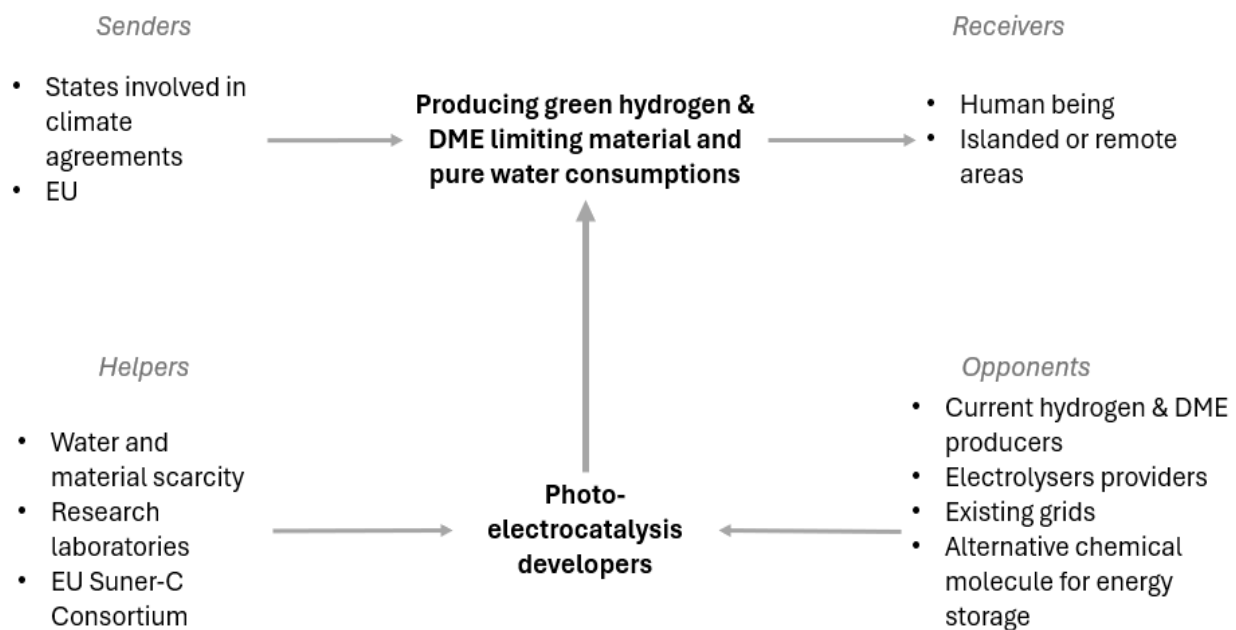 Senders
Receivers
• States involved in
climate
agreements
• EU
Producing green hydrogen &
DME limiting material and
pure water consumptions
• Human being
• Islanded or remote
areas
Helpers
Opponents
• Water and
material scarcity
• Research
laboratories
• EU Suner-C
Consortium
Photo-
electrocatalysis
developers
• Current hydrogen & DME
producers
• Electrolysers providers
• Existing grids
• Alternative chemical
molecule for energy
storage